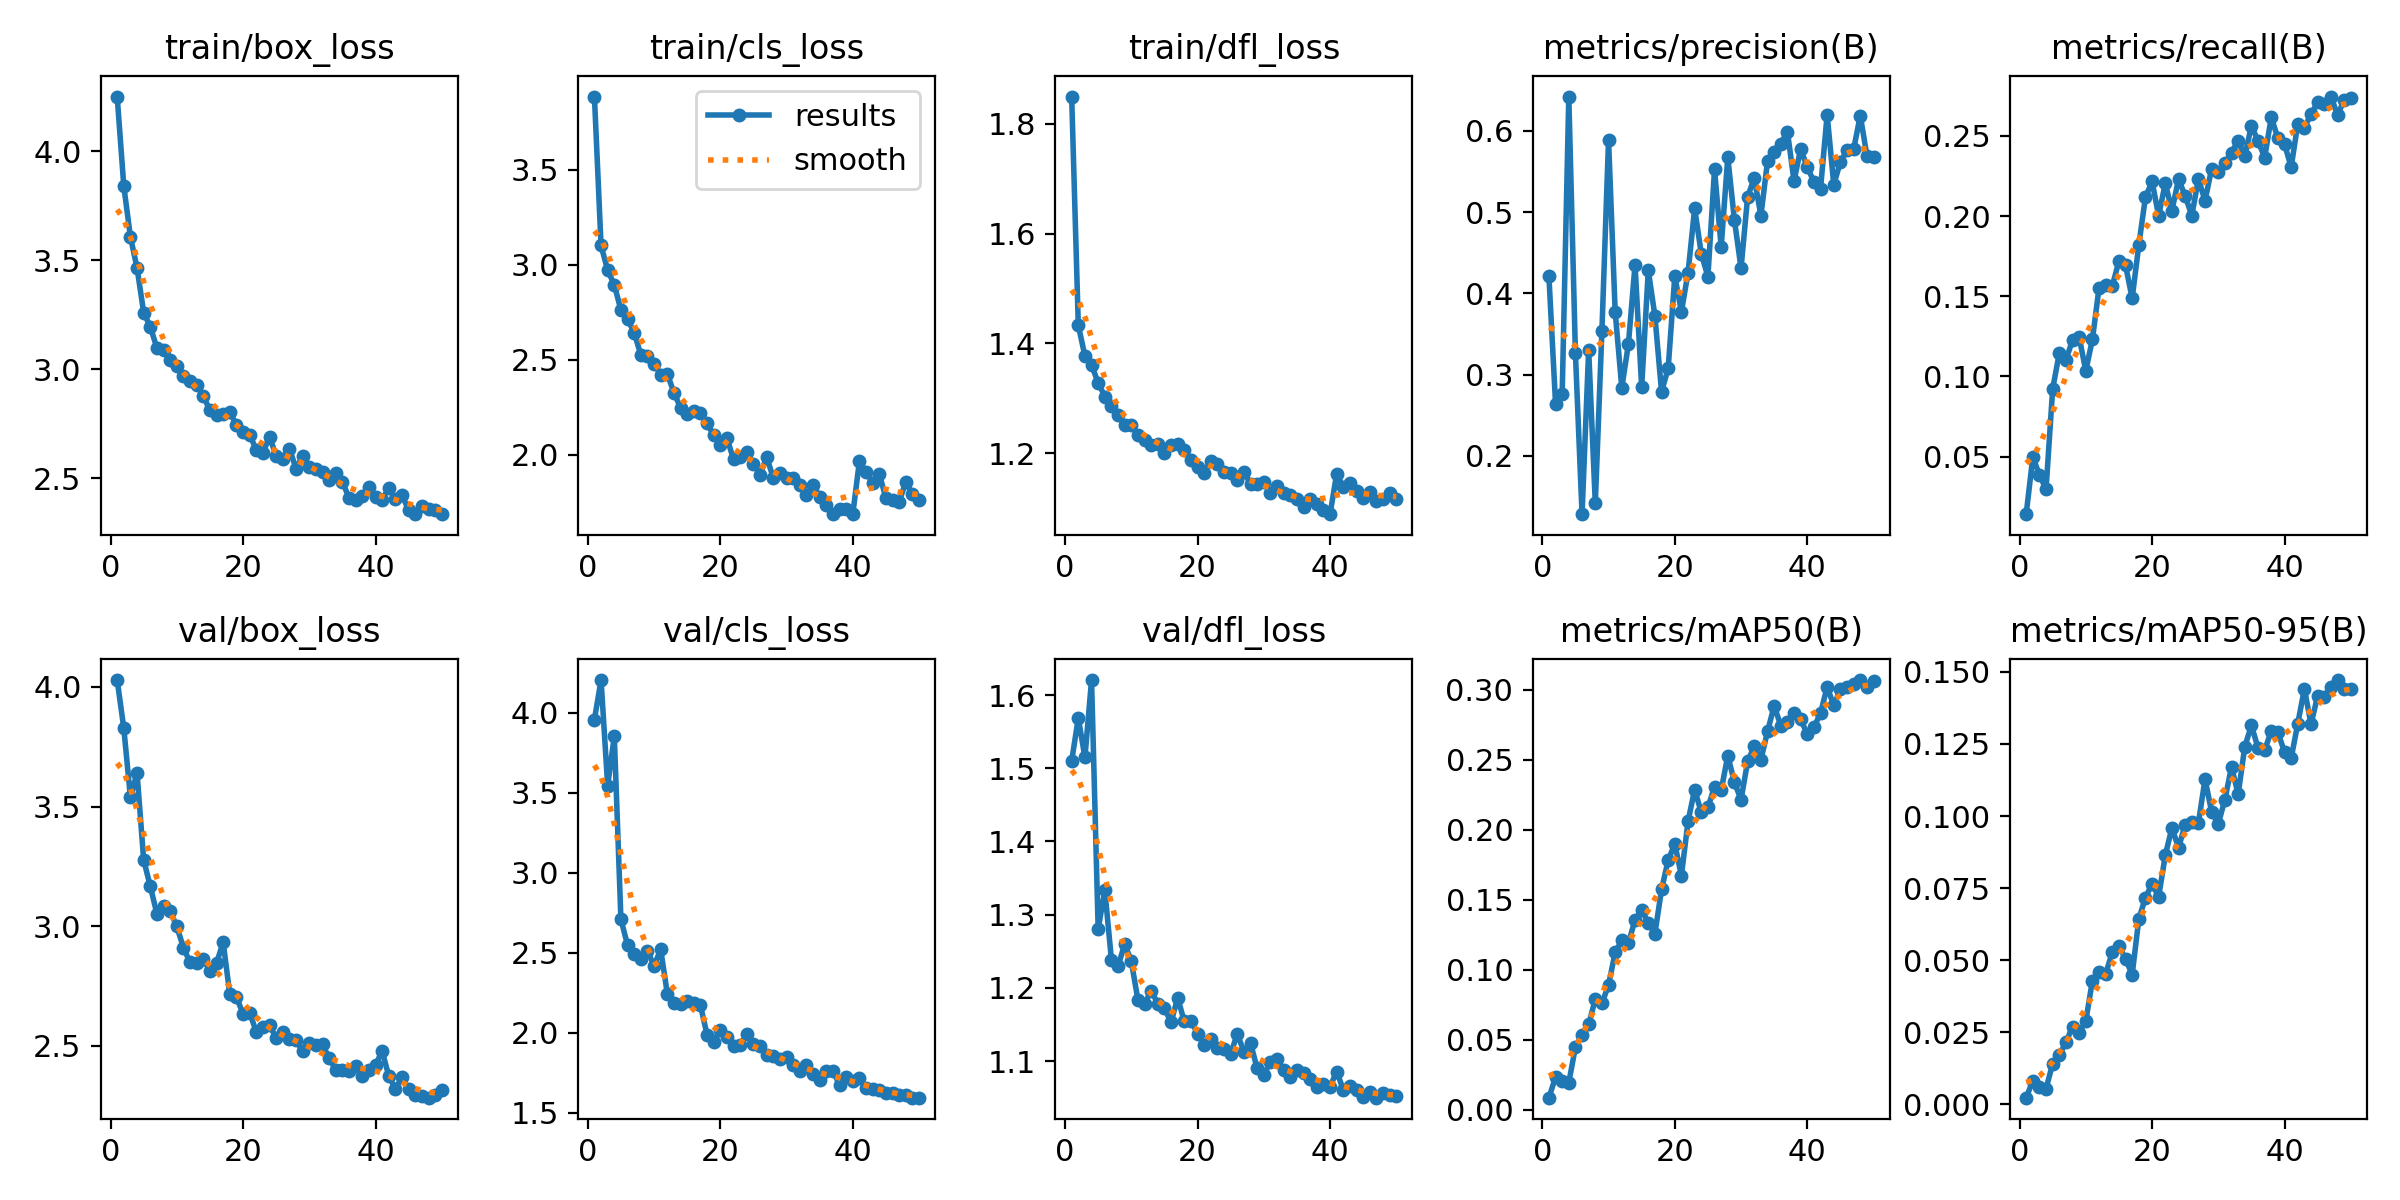 train/box_loss
4.0
3.5
3.0
2.5
0 20 40
train/cls_loss
results
smooth
3.5
3.0
2.5
2.0
0 20 40
train/dfl_loss
1.8
1.6
1.4
1.2
0 20 40
metrics/precision(B)
0.6
0.5
0.4
0.3
0.2
0 20 40
metrics/recall(B)
0.25
0.20
0.15
0.10
0.05
0 20 40
val/box_loss
4.0
3.5
3.0
2.5
0 20 40
val/cls_loss
4.0
3.5
3.0
2.5
2.0
1.5
0 20 40
val/dfl_loss
1.6
1.5
1.4
1.3
1.2
1.1
0 20 40
metrics/mAP50(B)
0.30
0.25
0.20
0.15
0.10
0.05
0.00
0 20 40
metrics/mAP50-95(B)
0.150
0.125
0.100
0.075
0.050
0.025
0.000
0 20 40